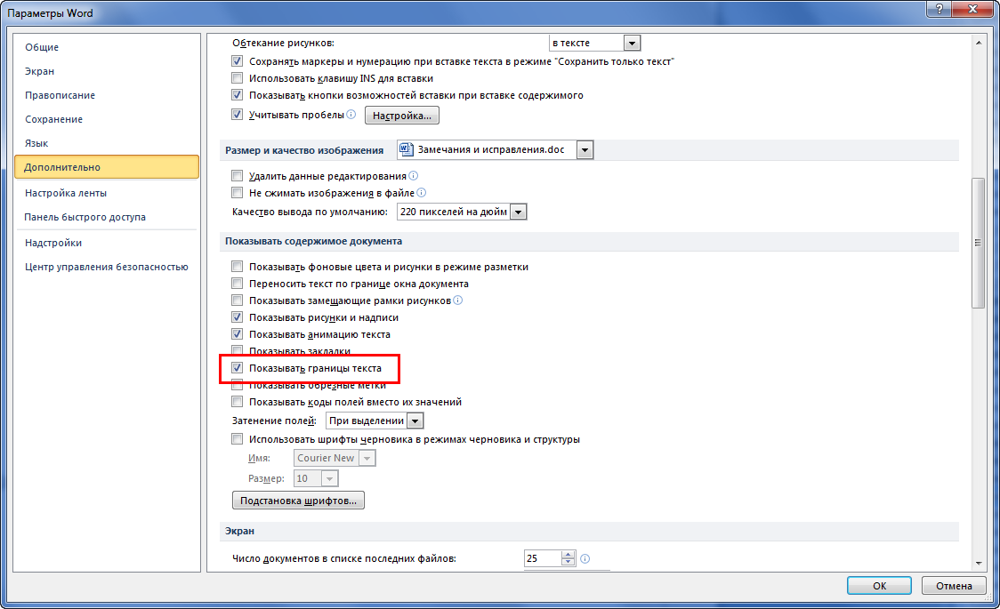 Параметры Word
Общие
Экран
Правописание
Сохранение
Язык
Дополнительно
Настройка ленты
Панель быстрого доступа
Надстройки
Центр управления безопасностью
Обтекание рисунков: в тексте
Сохранять маркеры и нумерацию при вставке текста в режиме "Сохранить только текст"
Использовать клавишу INS для вставки
Показывать кнопки возможностей вставки при вставке содержимого
Учитывать пробелы Настройка...
Размер и качество изображения Замечания и исправления.doc
Удалить данные редактирования
Не сжимать изображения в файле
Качество вывода по умолчанию: 220 пикселей на дюйм
Показывать содержимое документа
Показывать фоновые цвета и рисунки в режиме разметки
Переносить текст по границе окна документа
Показывать замещающие рамки рисунков
Показывать рисунки и надписи
Показывать анимацию текста
Показывать закладки
Показывать границы текста
Показывать обрезные метки
Показывать коды полей вместо их значений
Затенение полей: При выделении
Использовать шрифты черновика в режимах черновика и структуры
Имя: Courier New
Размер: 10
Подстановка шрифтов...
Экран
Число документов в списке последних файлов: 25
ОК Отмена